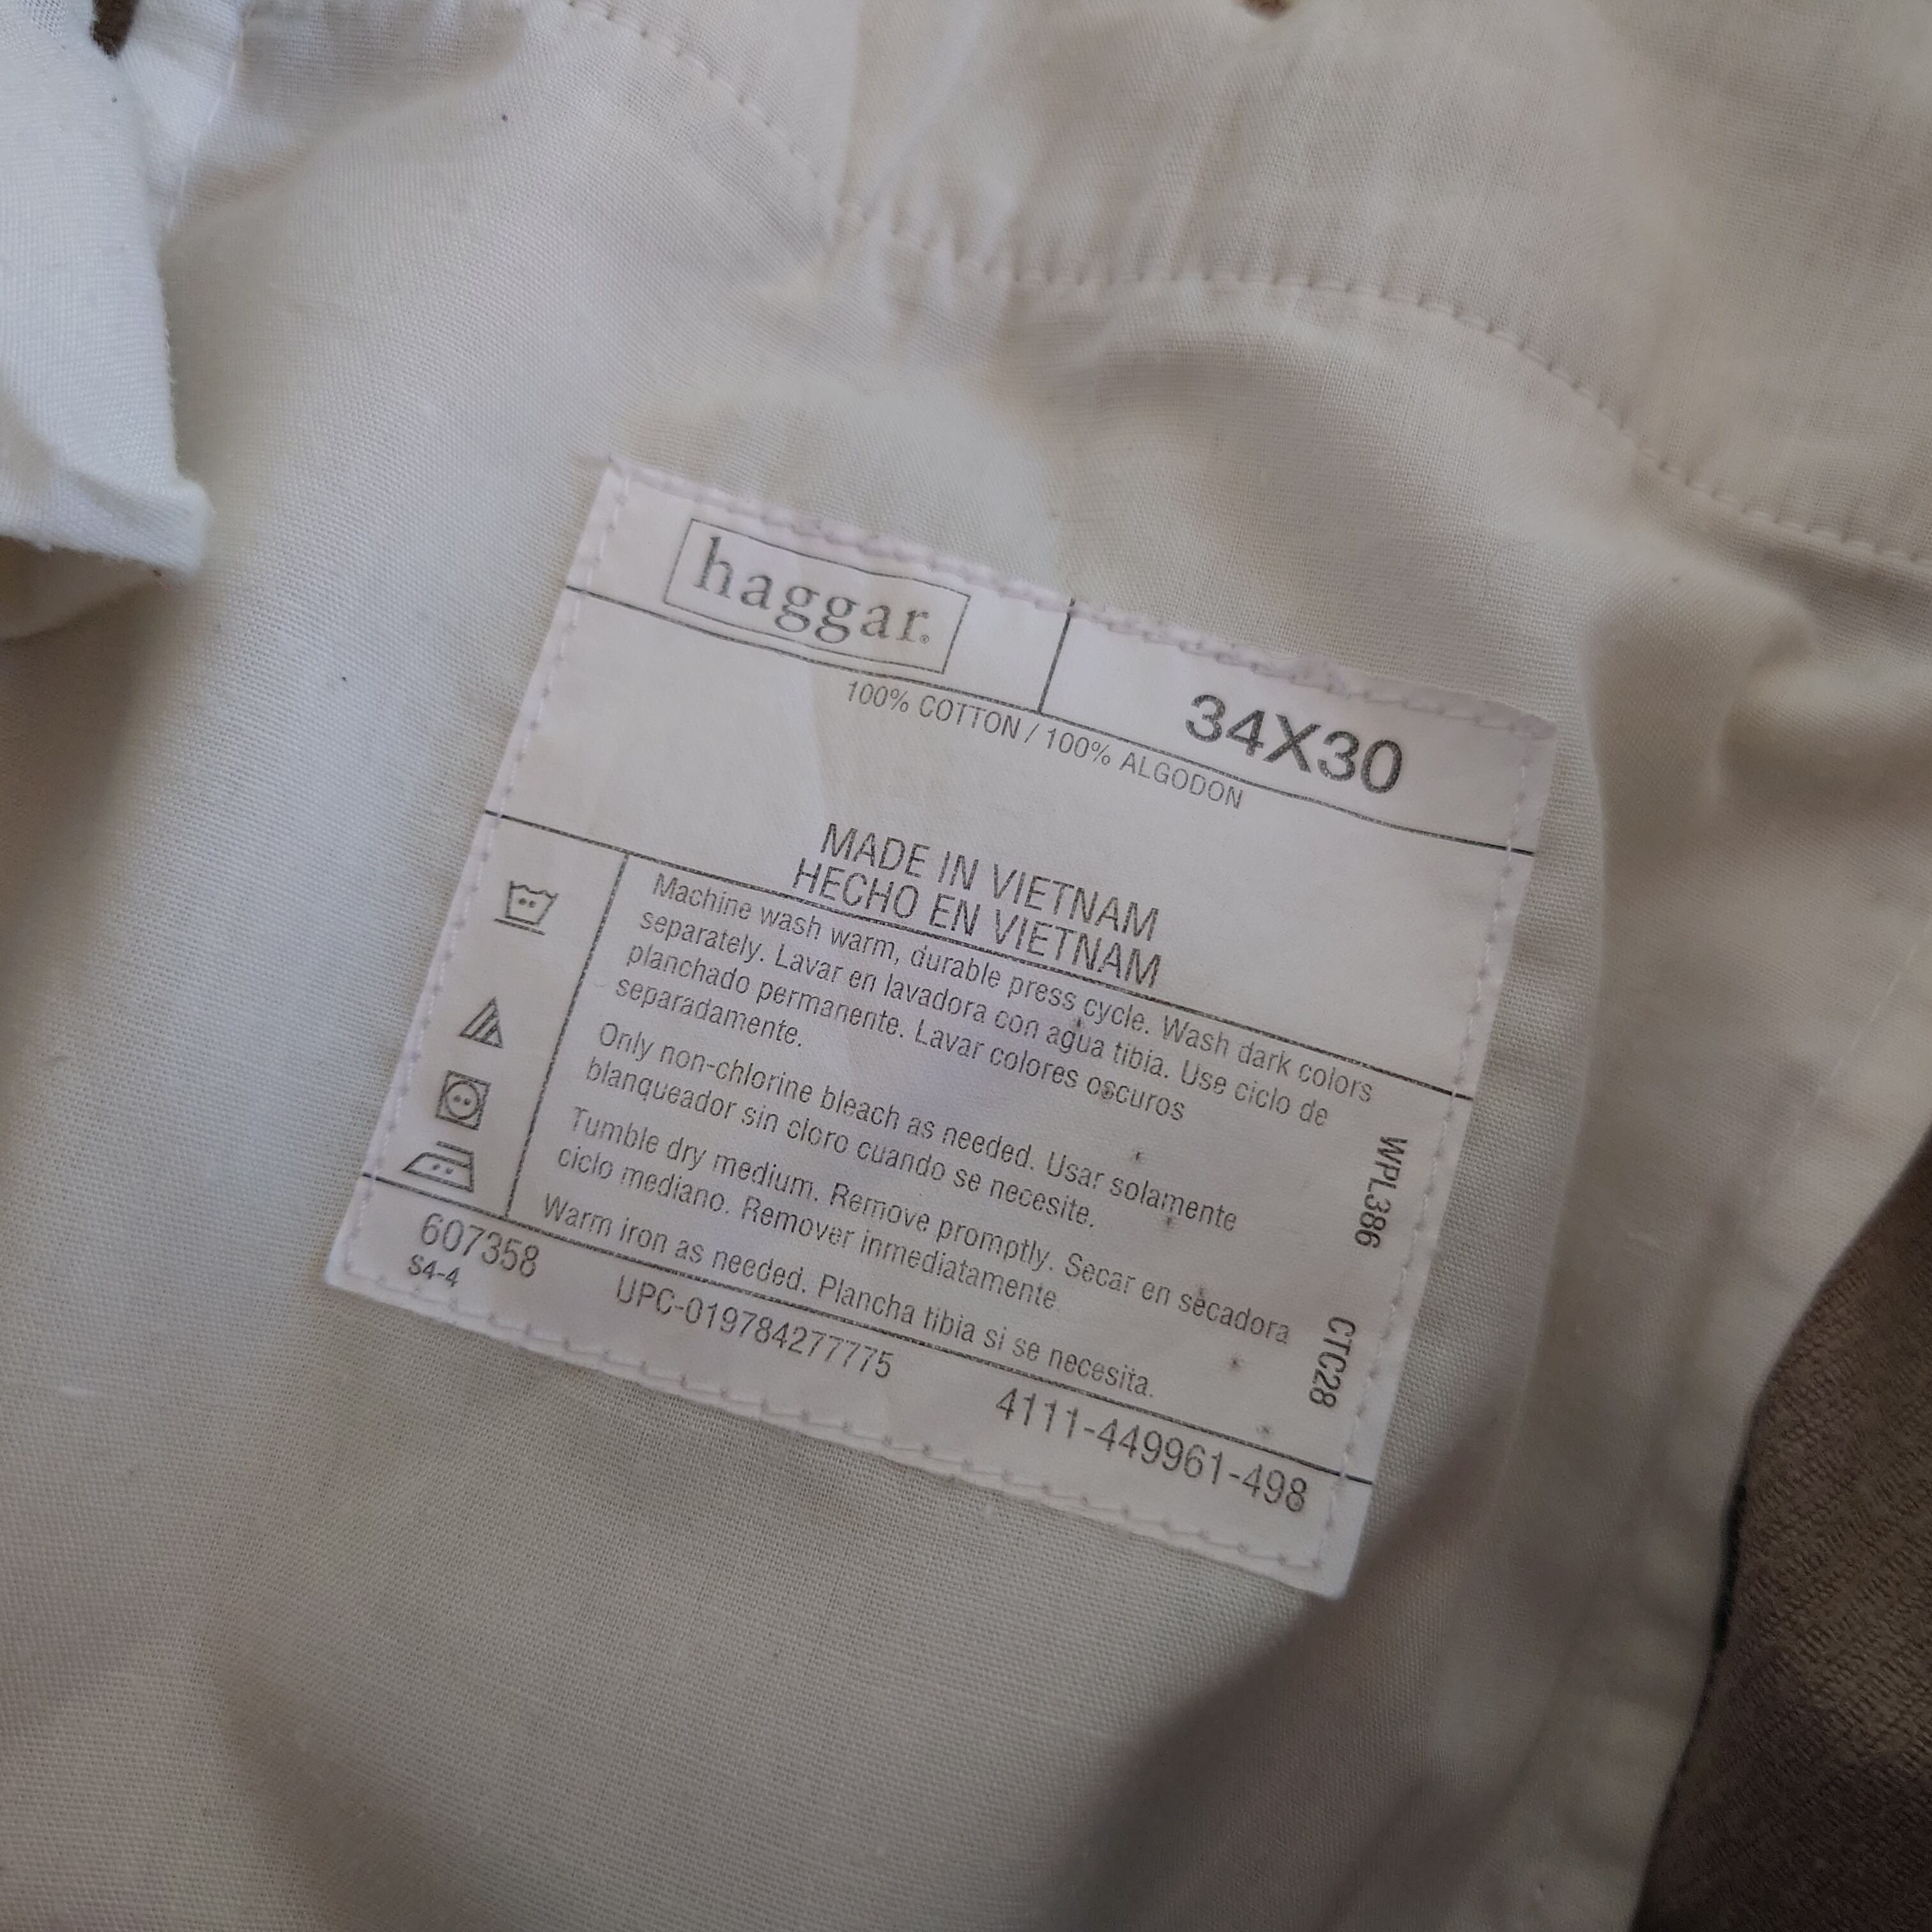 haggar®
34X30
100% COTTON / 100% ALGODON
MADE IN VIETNAM
HECHO EN VIETNAM
Machine wash warm, durable press cycle. Wash dark colors
separately. Lavar en lavadora con agua tibia. Use ciclo de
planchado permanente. Lavar colores oscuros
separadamente.
Only non-chlorine bleach as needed. Usar solamente
blanqueador sin cloro cuando se necesite.
Tumble dry medium. Remove promptly. Secar en secadora
ciclo mediano. Remover inmediatamente.
Warm iron as needed. Plancha tibia si se necesita.
WPL386
CTC28
607358
S4-4
UPC-019784277775
4111-449961-498